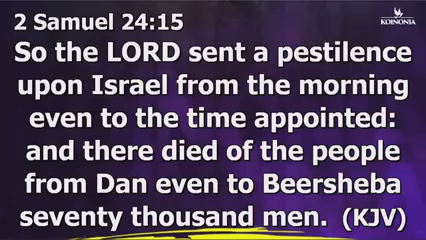 2 Samuel 24:15
KOINONIA
So the LORD sent a pestilence
upon Israel from the morning
even to the time appointed:
and there died of the people
from Dan even to Beersheba
seventy thousand men. (KJV)